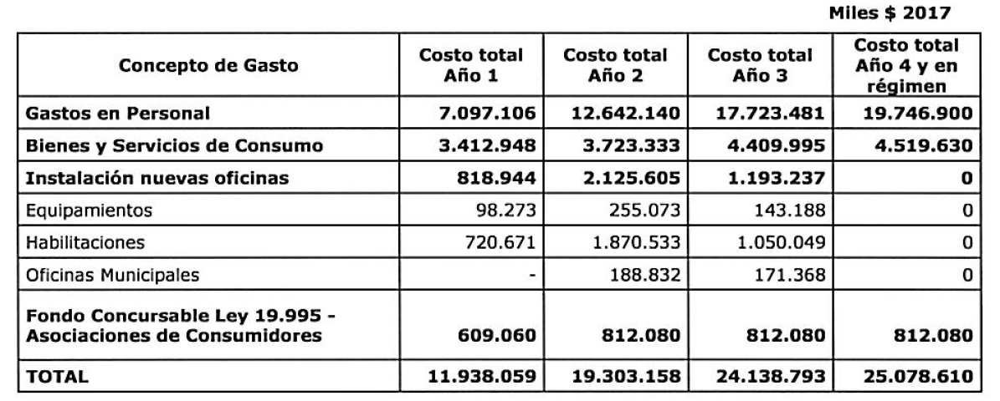 Miles $ 2017
Concepto de Gasto Costo total Año 1 Costo total Año 2 Costo total Año 3 Costo total Año 4 y en régimen
Gastos en Personal 7.097.106 12.642.140 17.723.481 19.746.900
Bienes y Servicios de Consumo 3.412.948 3.723.333 4.409.995 4.519.630
Instalación nuevas oficinas 818.944 2.125.605 1.193.237 0
Equipamientos 98.273 255.073 143.188 0
Habilitaciones 720.671 1.870.533 1.050.049 0
Oficinas Municipales - 188.832 171.368 0
Fondo Concursable Ley 19.995 -
Asociaciones de Consumidores 609.060 812.080 812.080 812.080
TOTAL 11.938.059 19.303.158 24.138.793 25.078.610